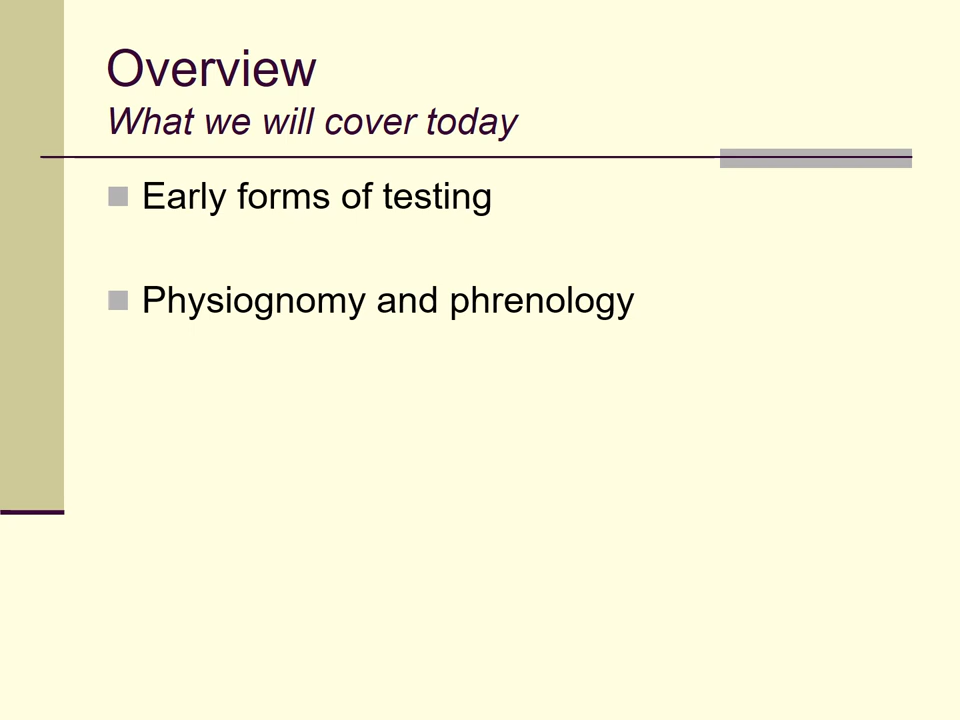 Overview
What we will cover today
Early forms of testing
Physiognomy and phrenology